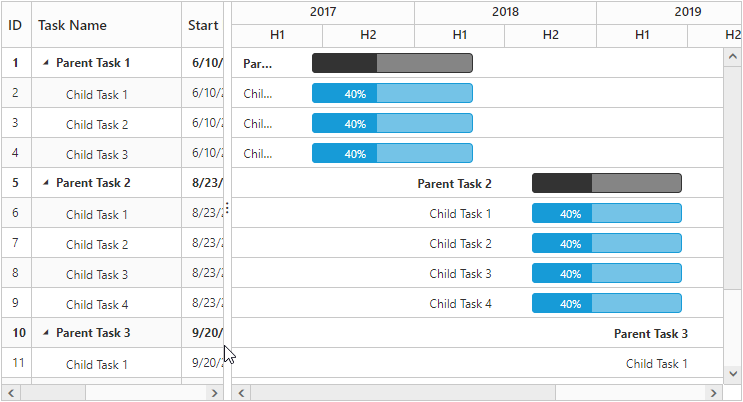 ID Task Name Start 2017 2018 2019
H1 H2 H1 H2 H1 H2
1 Parent Task 1 6/10/ Par...
2 Child Task 1 6/10/ Chil... 40%
3 Child Task 2 6/10/ Chil... 40%
4 Child Task 3 6/10/ Chil... 40%
5 Parent Task 2 8/23/ Parent Task 2
6 Child Task 1 8/23/ Child Task 1 40%
7 Child Task 2 8/23/ Child Task 2 40%
8 Child Task 3 8/23/ Child Task 3 40%
9 Child Task 4 8/23/ Child Task 4 40%
10 Parent Task 3 9/20/ Parent Task 3
11 Child Task 1 9/20/ Child Task 1